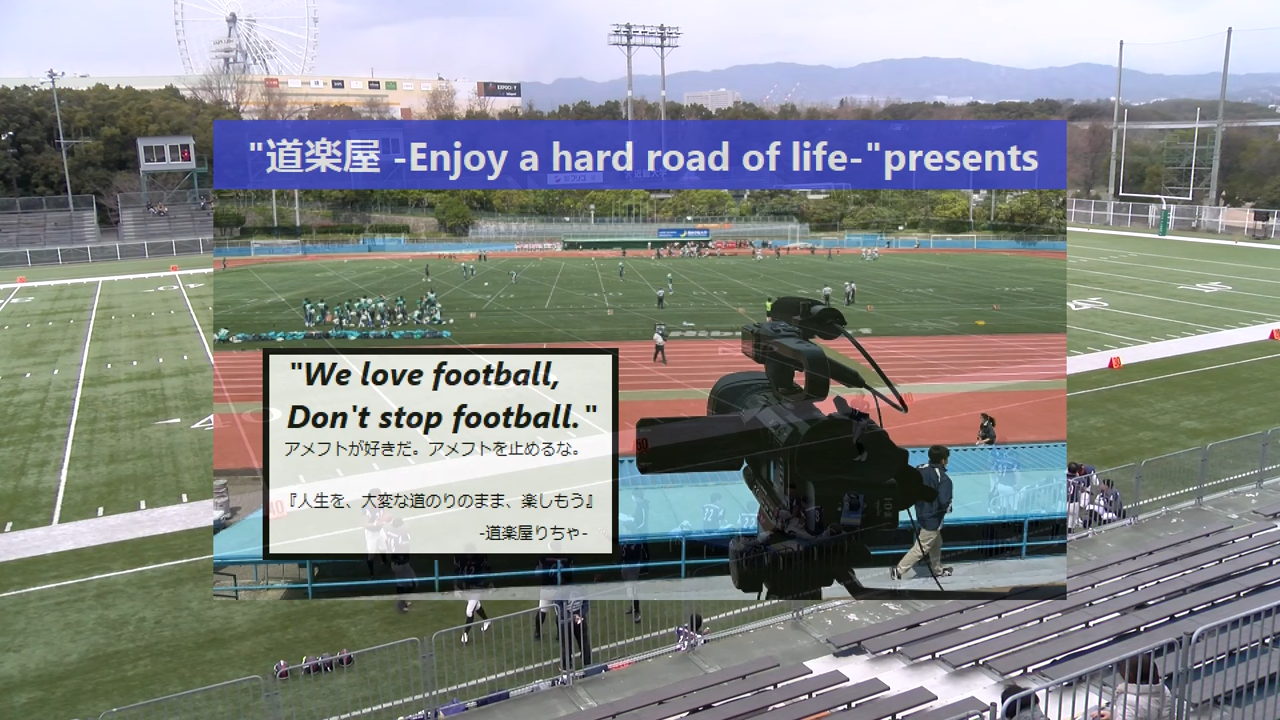 "道楽屋 -Enjoy a hard road of life-"presents
"We love football,
Don't stop football."
アメフトが好きだ。アメフトを止めるな。
『人生を、大変な道のりのまま、楽しもう』
-道楽屋りちゃ-